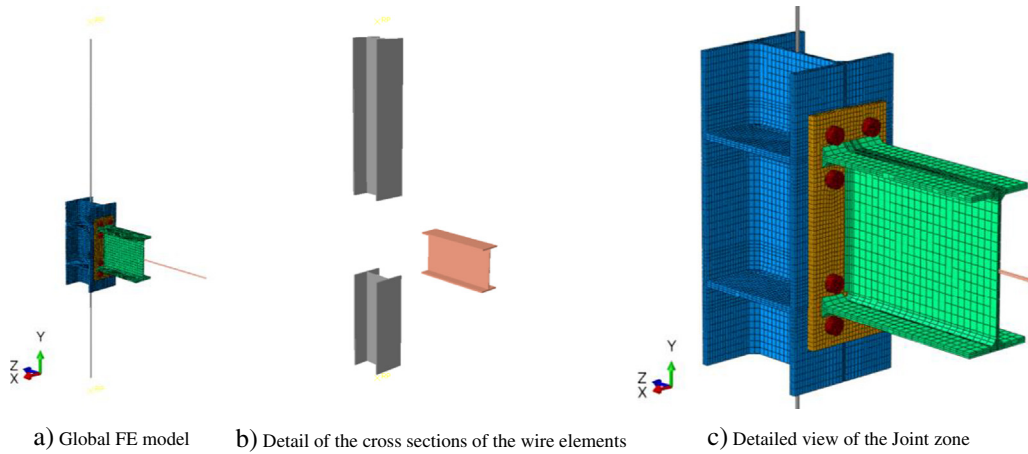 Y
Z
X
Y
Z
X
Y
Z
X
a) Global FE model
b) Detail of the cross sections of the wire elements
c) Detailed view of the Joint zone